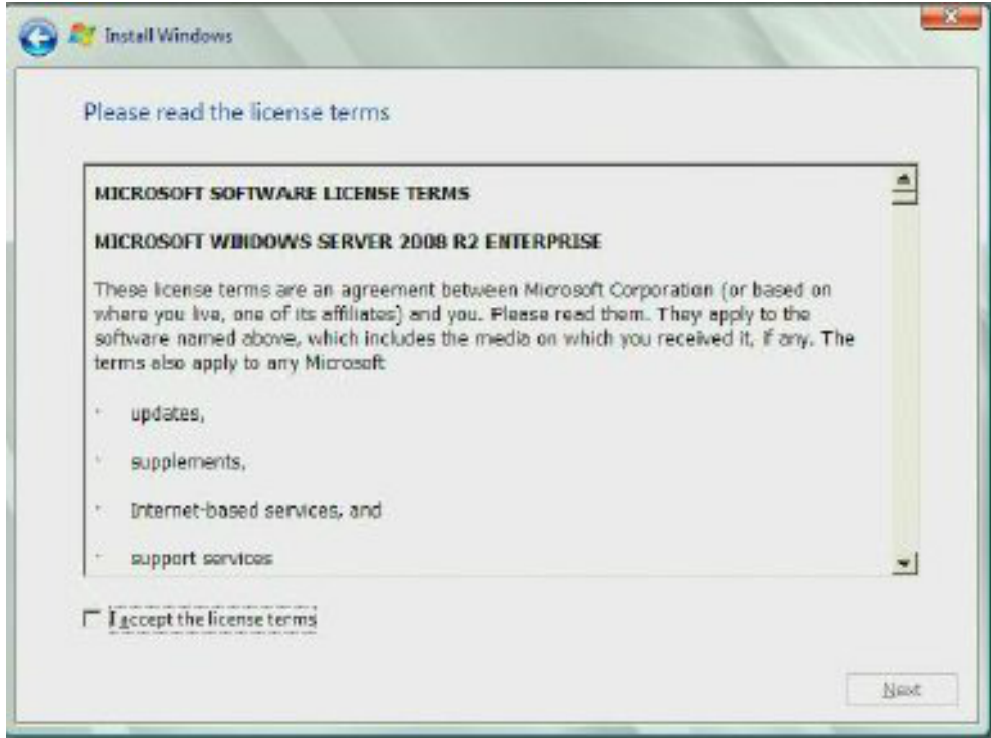 Install Windows
Please read the license terms
MICROSOFT SOFTWARE LICENSE TERMS
MICROSOFT WINDOWS SERVER 2008 R2 ENTERPRISE
These license terms are an agreement between Microsoft Corporation (or based on
where you live, one of its affiliates) and you. Please read them. They apply to the
software named above, which includes the media on which you received it, if any. The
terms also apply to any Microsoft
· updates,
· supplements,
· Internet-based services, and
· support services
I accept the license terms
Next